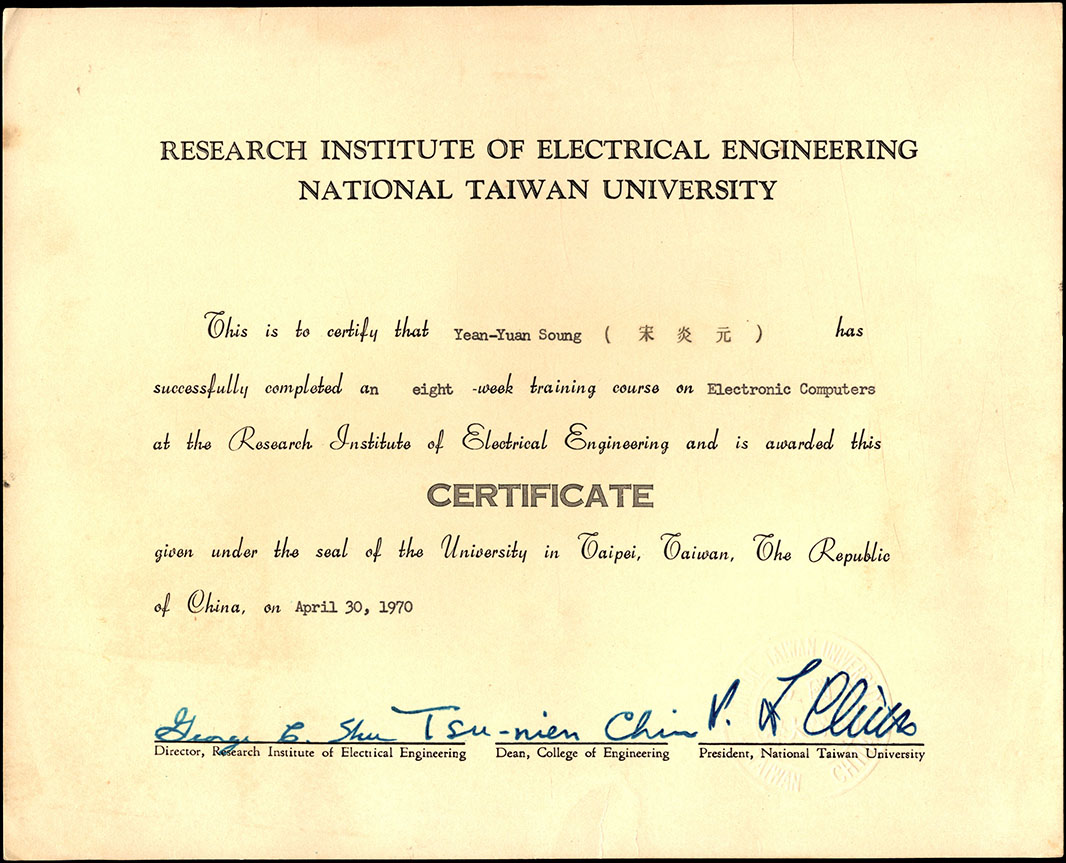 RESEARCH INSTITUTE OF ELECTRICAL ENGINEERING
NATIONAL TAIWAN UNIVERSITY
This is to certify that Yean-Yuan Soung ( 宋 炎 元 ) has
successfully completed an eight -week training course on Electronic Computers
at the Research Institute of Electrical Engineering and is awarded this
CERTIFICATE
given under the seal of the University in Taipei, Taiwan, The Republic
of China, on April 30, 1970
George Tsu-nien Chin
Director, Research Institute of Electrical Engineering Dean, College of Engineering President, National Taiwan University